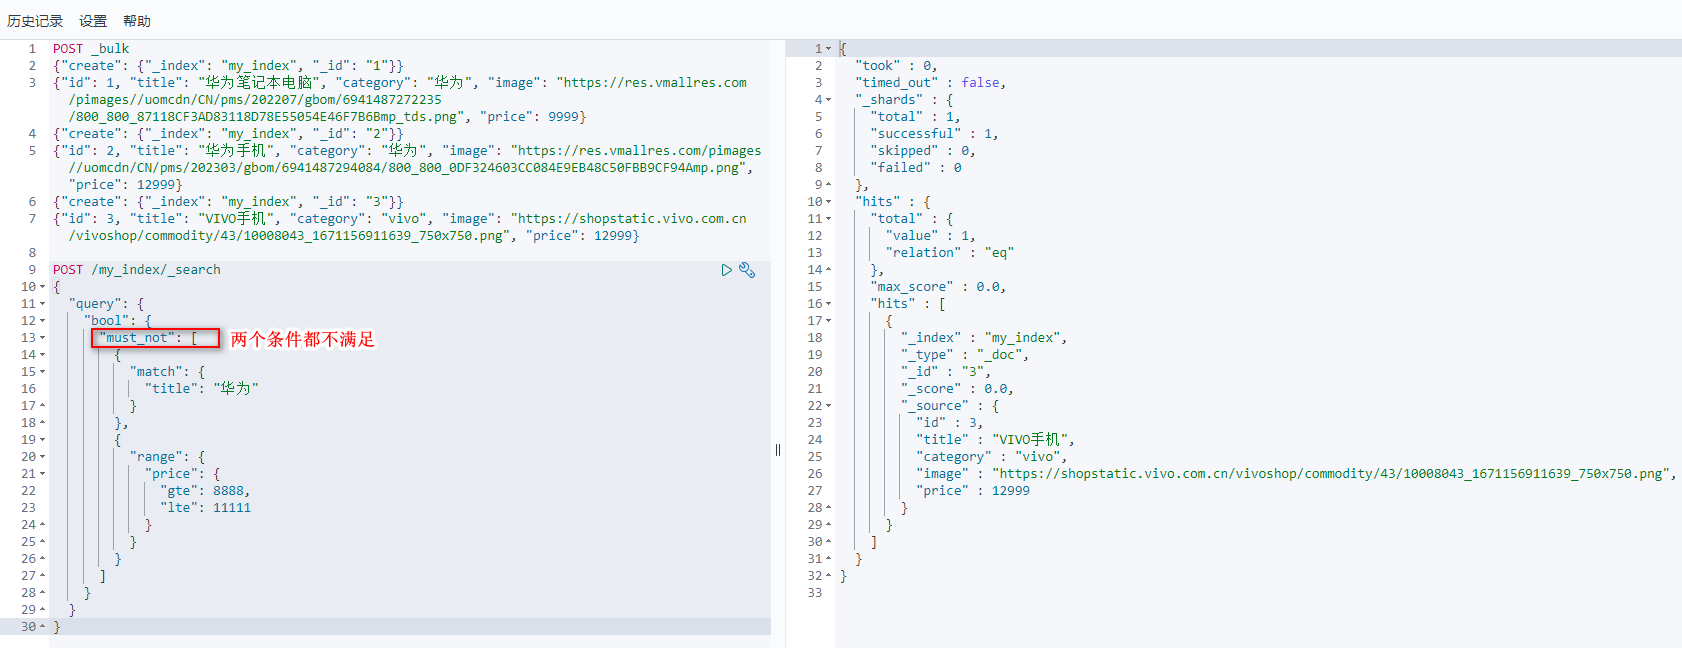 历史记录 设置 帮助
1 POST _bulk
2 {"create": {"_index": "my_index", "_id": "1"}}
3 {"id": 1, "title": "华为笔记本电脑", "category": "华为", "image": "https://res.vmallres.com
/pimages//uomcdn/CN/pms/202207/gbom/6941487272235
/800_800_87118CF3AD83118D78E55054E46F7B6Bmp_tds.png", "price": 9999}
4 {"create": {"_index": "my_index", "_id": "2"}}
5 {"id": 2, "title": "华为手机", "category": "华为", "image": "https://res.vmallres.com/pimages
//uomcdn/CN/pms/202303/gbom/6941487294084/800_800_0DF324603CC084E9EB48C50FBB9CF94Amp.png",
"price": 12999}
6 {"create": {"_index": "my_index", "_id": "3"}}
7 {"id": 3, "title": "VIVO手机", "category": "vivo", "image": "https://shopstatic.vivo.com.cn
/vivoshop/commodity/43/10008043_1671156911639_750x750.png", "price": 12999}
8
9 POST /my_index/_search
10 {
11 "query": {
12 "bool": {
13 "must_not": [ 两个条件都不满足
14 {
15 "match": {
16 "title": "华为"
17 }
18 },
19 {
20 "range": {
21 "price": {
22 "gte": 8888,
23 "lte": 11111
24 }
25 }
26 }
27 ]
28 }
29 }
30 }
1 {
2 "took" : 0,
3 "timed_out" : false,
4 "_shards" : {
5 "total" : 1,
6 "successful" : 1,
7 "skipped" : 0,
8 "failed" : 0
9 },
10 "hits" : {
11 "total" : {
12 "value" : 1,
13 "relation" : "eq"
14 },
15 "max_score" : 0.0,
16 "hits" : [
17 {
18 "_index" : "my_index",
19 "_type" : "_doc",
20 "_id" : "3",
21 "_score" : 0.0,
22 "_source" : {
23 "id" : 3,
24 "title" : "VIVO手机",
25 "category" : "vivo",
26 "image" : "https://shopstatic.vivo.com.cn/vivoshop/commodity/43/10008043_1671156911639_750x750.png",
27 "price" : 12999
28 }
29 }
30 ]
31 }
32 }
33